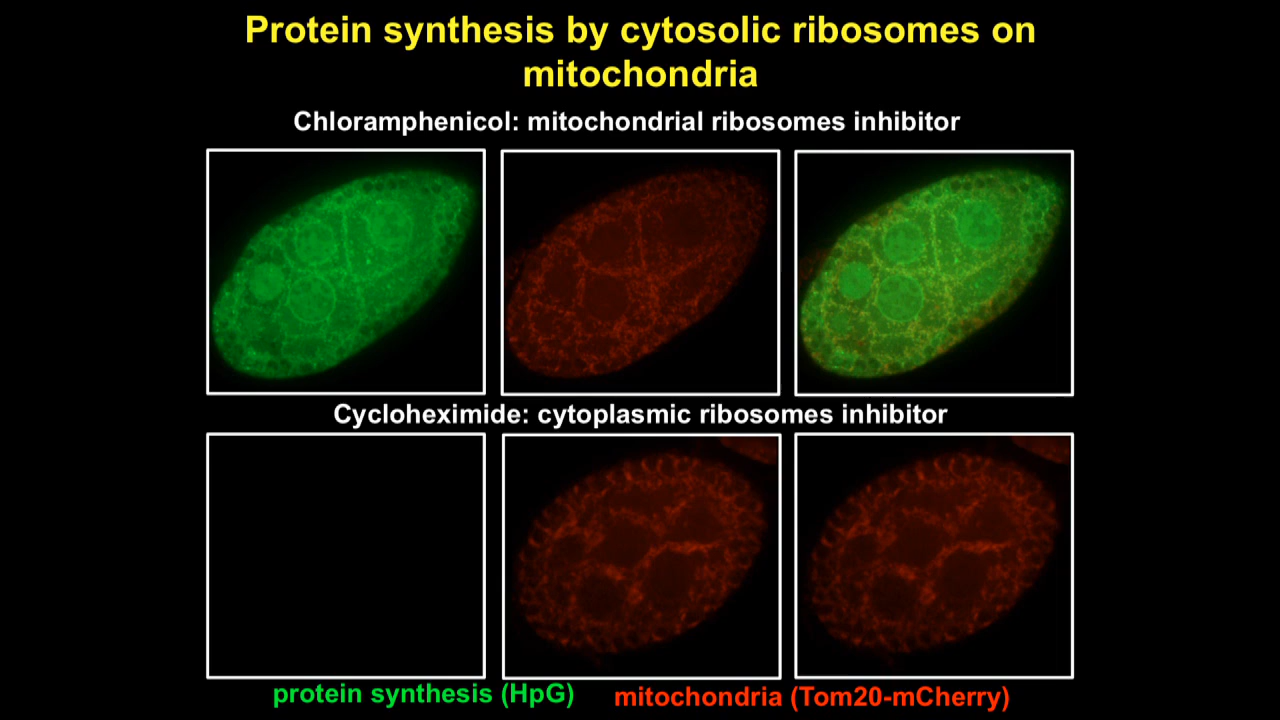 Protein synthesis by cytosolic ribosomes on
mitochondria
Chloramphenicol: mitochondrial ribosomes inhibitor
Cycloheximide: cytoplasmic ribosomes inhibitor
protein synthesis (HpG)
mitochondria (Tom20-mCherry)